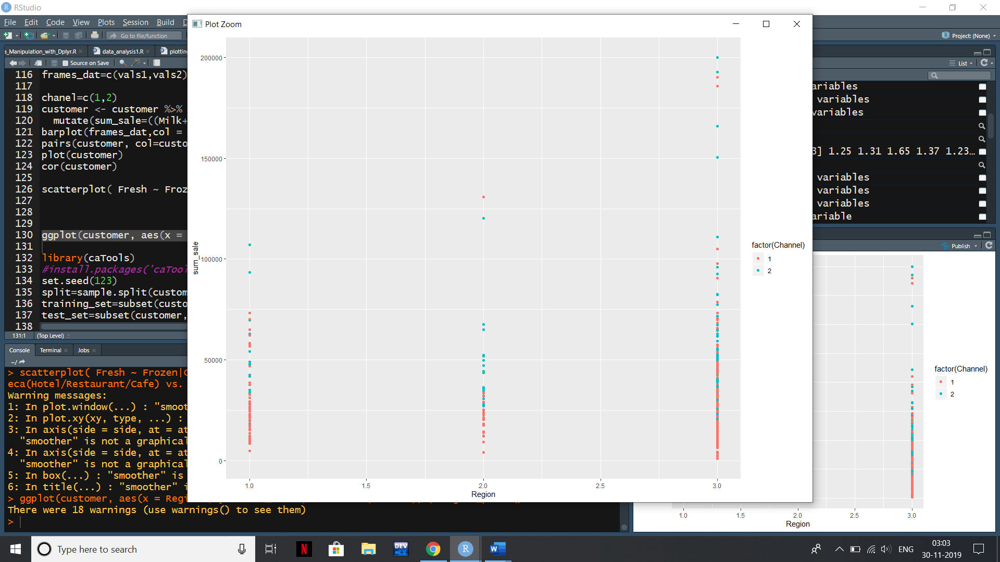 RStudio
File Edit Code View Plots Session Build
Go to file/function
Project: (None)
a_Manipulation_with_Dplyr.R data_analysis1.R plotting
Source on Save
116 frames_dat=c(vals1,vals2)
117
118 chanel=c(1,2)
119 customer <- customer %>%
120 mutate(sum_sale=((Milk+
121 barplot(frames_dat,col =
122 pairs(customer, col=custo
123 plot(customer)
124 cor(customer)
125
126 scatterplot( Fresh ~ Froz
127
128
129
130 ggplot(customer, aes(x =
131
132 library(caTools)
133 #install.packages('caTool
134 set.seed(123)
135 split=sample.split(custom
136 training_set=subset(custo
137 test_set=subset(customer,
138
131:1 (Top Level)
Console Terminal Jobs
~/
> scatterplot( Fresh ~ Frozen|C
eca(Hotel/Restaurant/Cafe) vs.
Warning messages:
1: In plot.window(...) : "smoot
2: In plot.xy(xy, type, ...) :
3: In axis(side = side, at = at
"smoother" is not a graphical
4: In axis(side = side, at = at
"smoother" is not a graphical
5: In box(...) : "smoother" is
6: In title(...) : "smoother" i
> ggplot(customer, aes(x = Regi
There were 18 warnings (use warnings() to see them)
>
Plot Zoom
200000
150000
100000
50000
0
sum_sale
1.0 1.5 2.0 2.5 3.0
Region
factor(Channel)
1
2
List
ariables
variables
variables
3] 1.25 1.31 1.65 1.37 1.23...
variables
variables
variables
ariable
Publish
factor(Channel)
1
2
1.0 1.5 2.0 2.5 3.0
Region
Type here to search
N
DEV C++
R
W
ENG
03:03
30-11-2019